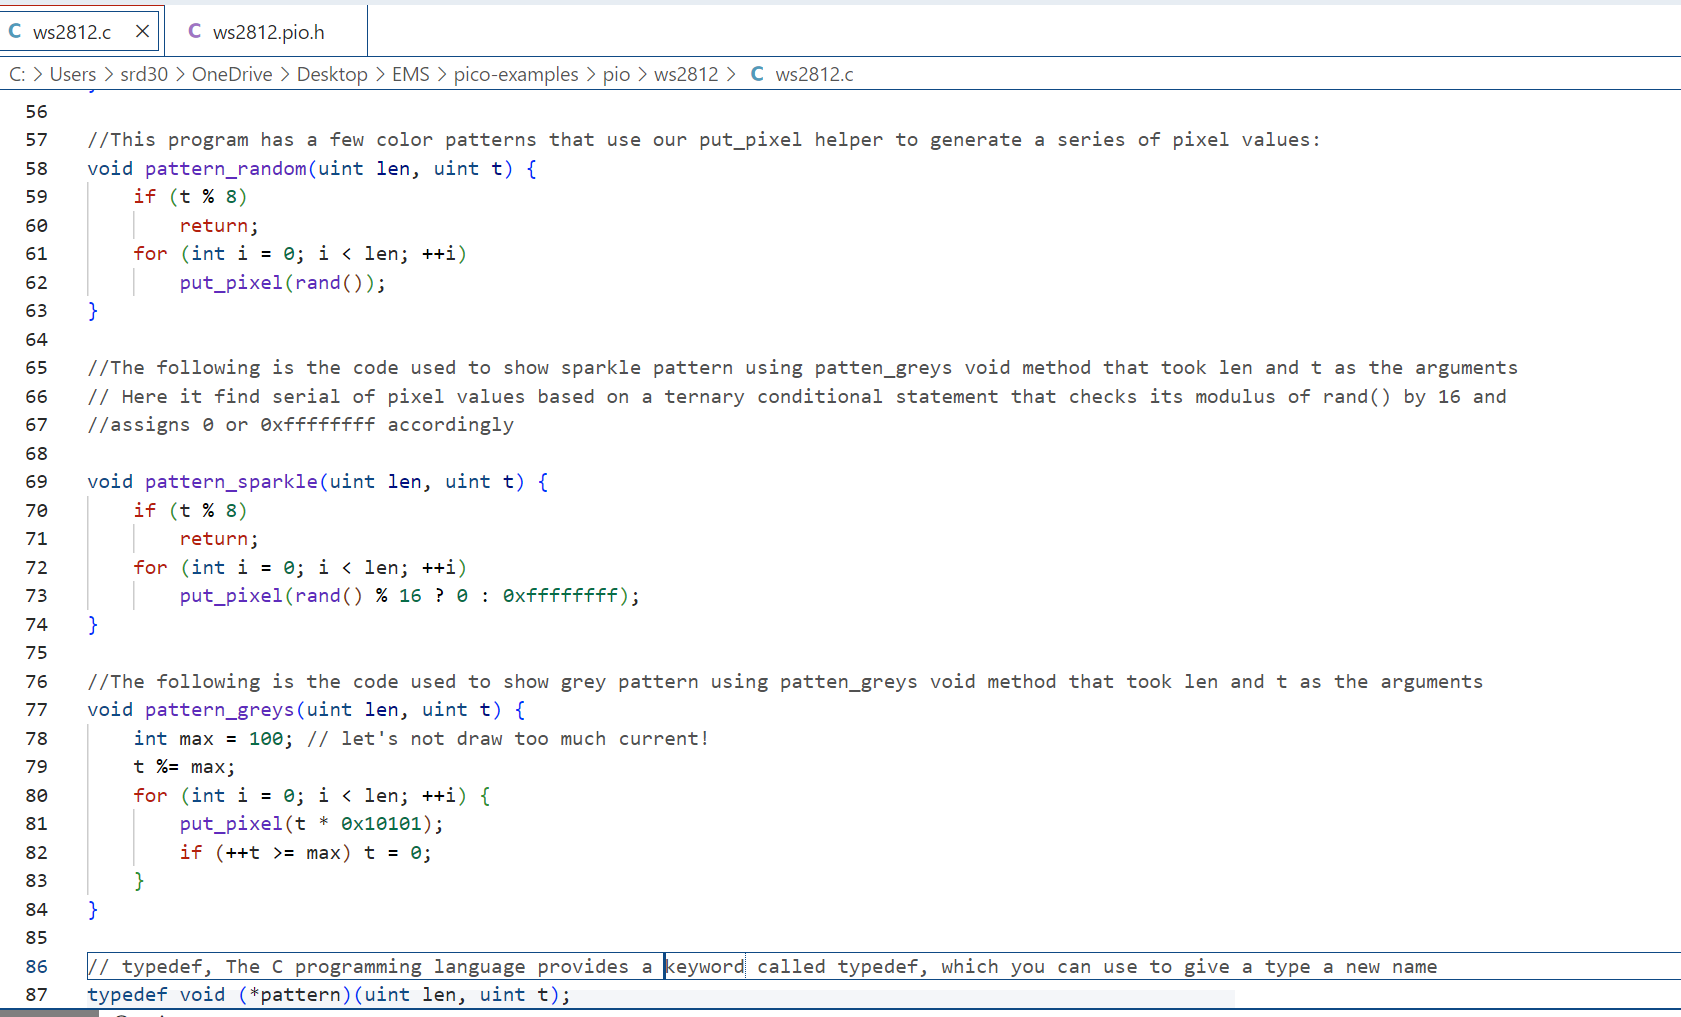 C ws2812.c ×
C ws2812.pio.h
C: > Users > srd30 > OneDrive > Desktop > EMS > pico-examples > pio > ws2812 > C ws2812.c
56
57 //This program has a few color patterns that use our put_pixel helper to generate a series of pixel values:
58 void pattern_random(uint len, uint t) {
59 if (t % 8)
60 return;
61 for (int i = 0; i < len; ++i)
62 put_pixel(rand());
63 }
64
65 //The following is the code used to show sparkle pattern using patten_greys void method that took len and t as the arguments
66 // Here it find serial of pixel values based on a ternary conditional statement that checks its modulus of rand() by 16 and
67 //assigns 0 or 0xffffffff accordingly
68
69 void pattern_sparkle(uint len, uint t) {
70 if (t % 8)
71 return;
72 for (int i = 0; i < len; ++i)
73 put_pixel(rand() % 16 ? 0 : 0xffffffff);
74 }
75
76 //The following is the code used to show grey pattern using patten_greys void method that took len and t as the arguments
77 void pattern_greys(uint len, uint t) {
78 int max = 100; // let's not draw too much current!
79 t %= max;
80 for (int i = 0; i < len; ++i) {
81 put_pixel(t * 0x10101);
82 if (++t >= max) t = 0;
83 }
84 }
85
86 // typedef, The C programming language provides a keyword called typedef, which you can use to give a type a new name
87 typedef void (*pattern)(uint len, uint t);